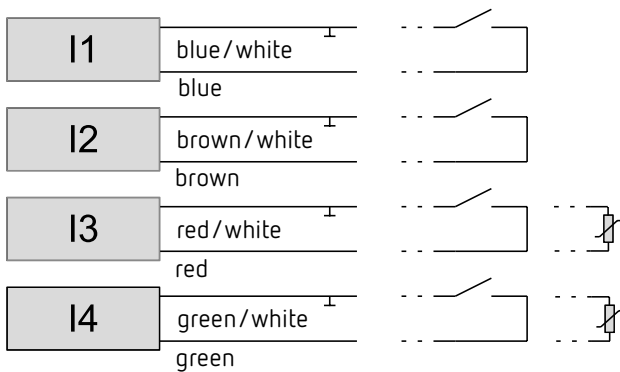 I1
blue/white
blue
I2
brown/white
brown
I3
red/white
red
I4
green/white
green